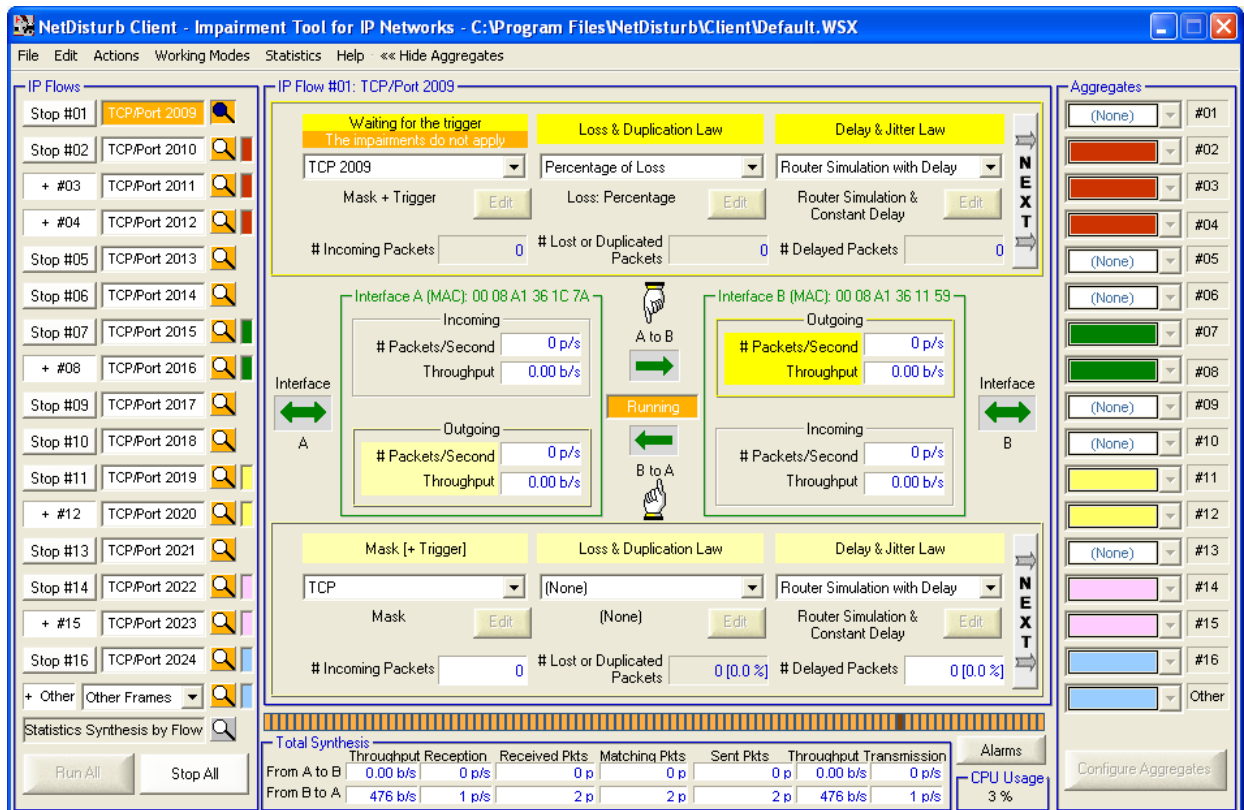 NetDisturb Client - Impairment Tool for IP Networks - C:\Program Files\NetDisturb\Client\Default.WSX
File Edit Actions Working Modes Statistics Help «« Hide Aggregates
IP Flows
Stop #01 TCP/Port 2009
Stop #02 TCP/Port 2010
+ #03 TCP/Port 2011
+ #04 TCP/Port 2012
Stop #05 TCP/Port 2013
Stop #06 TCP/Port 2014
Stop #07 TCP/Port 2015
+ #08 TCP/Port 2016
Stop #09 TCP/Port 2017
Stop #10 TCP/Port 2018
Stop #11 TCP/Port 2019
+ #12 TCP/Port 2020
Stop #13 TCP/Port 2021
Stop #14 TCP/Port 2022
+ #15 TCP/Port 2023
Stop #16 TCP/Port 2024
+ Other Other Frames
Statistics Synthesis by Flow
Run All Stop All
IP Flow #01: TCP/Port 2009
Waiting for the trigger
The impairments do not apply
Loss & Duplication Law
Delay & Jitter Law
TCP 2009
Percentage of Loss
Router Simulation with Delay
Mask + Trigger Edit
Loss: Percentage Edit
Router Simulation &
Constant Delay
Edit
# Incoming Packets 0
# Lost or Duplicated
Packets
0
# Delayed Packets 0
NEXT
Interface A (MAC): 00 08 A1 36 1C 7A
Incoming
# Packets/Second 0 p/s
Throughput 0.00 b/s
Outgoing
# Packets/Second 0 p/s
Throughput 0.00 b/s
Interface
A
A to B
Running
B to A
Interface B (MAC): 00 08 A1 36 11 59
Outgoing
# Packets/Second 0 p/s
Throughput 0.00 b/s
Incoming
# Packets/Second 0 p/s
Throughput 0.00 b/s
Interface
B
Mask [+ Trigger]
Loss & Duplication Law
Delay & Jitter Law
TCP
(None)
Router Simulation with Delay
Mask Edit
(None) Edit
Router Simulation &
Constant Delay
Edit
# Incoming Packets 0
# Lost or Duplicated
Packets
0 [0.0 %]
# Delayed Packets 0 [0.0 %]
NEXT
Total Synthesis
Throughput Reception Received Pkts Matching Pkts Sent Pkts Throughput Transmission
From A to B 0.00 b/s 0 p/s 0 p 0 p 0 p 0.00 b/s 0 p/s
From B to A 476 b/s 1 p/s 2 p 2 p 2 p 476 b/s 1 p/s
Alarms
CPU Usage
3 %
Aggregates
(None) #01
#02
#03
#04
(None) #05
(None) #06
#07
#08
(None) #09
(None) #10
#11
#12
(None) #13
#14
#15
#16
Other
Configure Aggregates